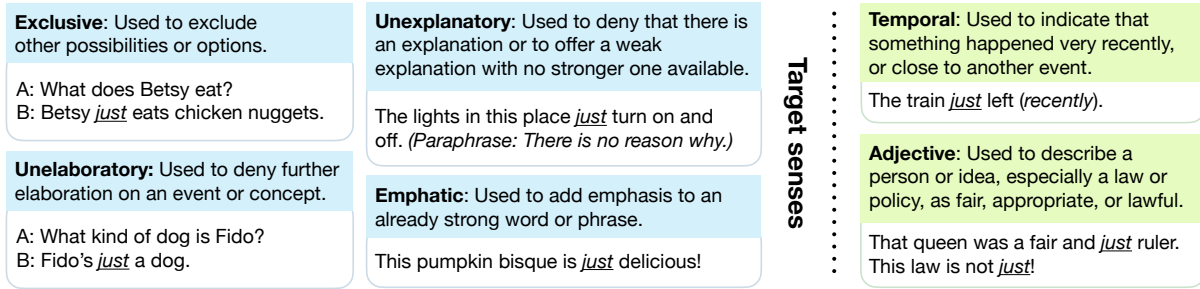 Exclusive: Used to exclude
other possibilities or options.
A: What does Betsy eat?
B: Betsy just eats chicken nuggets.
Unelaboratory: Used to deny further
elaboration on an event or concept.
A: What kind of dog is Fido?
B: Fido's just a dog.
Unexplanatory: Used to deny that there is
an explanation or to offer a weak
explanation with no stronger one available.
The lights in this place just turn on and
off. (Paraphrase: There is no reason why.)
Emphatic: Used to add emphasis to an
already strong word or phrase.
This pumpkin bisque is just delicious!
Target senses
Temporal: Used to indicate that
something happened very recently,
or close to another event.
The train just left (recently).
Adjective: Used to describe a
person or idea, especially a law or
policy, as fair, appropriate, or lawful.
That queen was a fair and just ruler.
This law is not just!